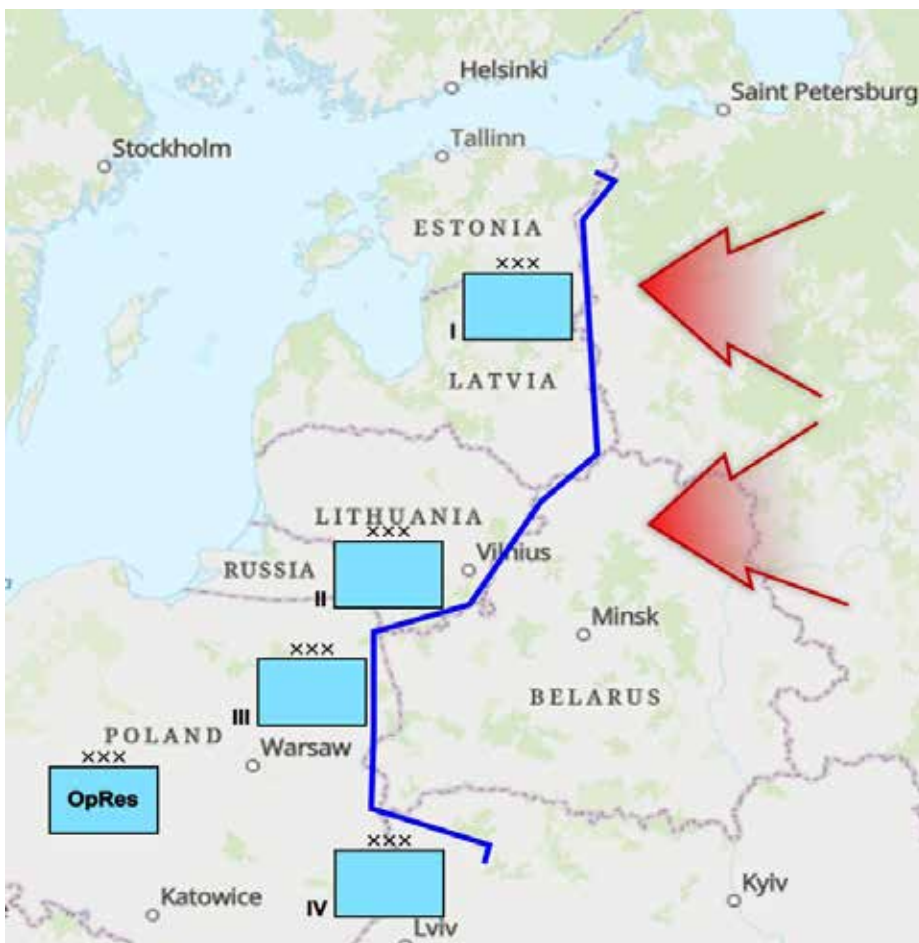 Helsinki
Saint Petersburg
Tallinn
Stockholm
ESTONIA
×××
I
LATVIA
LITHUANIA
×××
Vilnius
RUSSIA
II
Minsk
×××
BELARUS
III
POLAND
Warsaw
×××
OpRes
×××
Kyiv
Katowice
IV
Lviv